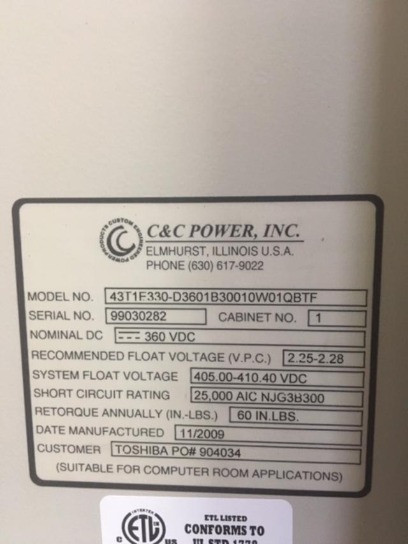 C&C POWER, INC.
ELMHURST, ILLINOIS U.S.A.
PHONE (630) 617-9022
MODEL NO. 43T1F330-D3601B30010W01QBTF
SERIAL NO. 99030282 CABINET NO. 1
NOMINAL DC 360 VDC
RECOMMENDED FLOAT VOLTAGE (V.P.C.) 2.25-2.28
SYSTEM FLOAT VOLTAGE 405.00-410.40 VDC
SHORT CIRCUIT RATING 25,000 AIC NJG3B300
RETORQUE ANNUALLY (IN.-LBS.) 60 IN.LBS.
DATE MANUFACTURED 11/2009
CUSTOMER TOSHIBA PO# 904034
(SUITABLE FOR COMPUTER ROOM APPLICATIONS)
ETL LISTED
CONFORMS TO
C ETL US